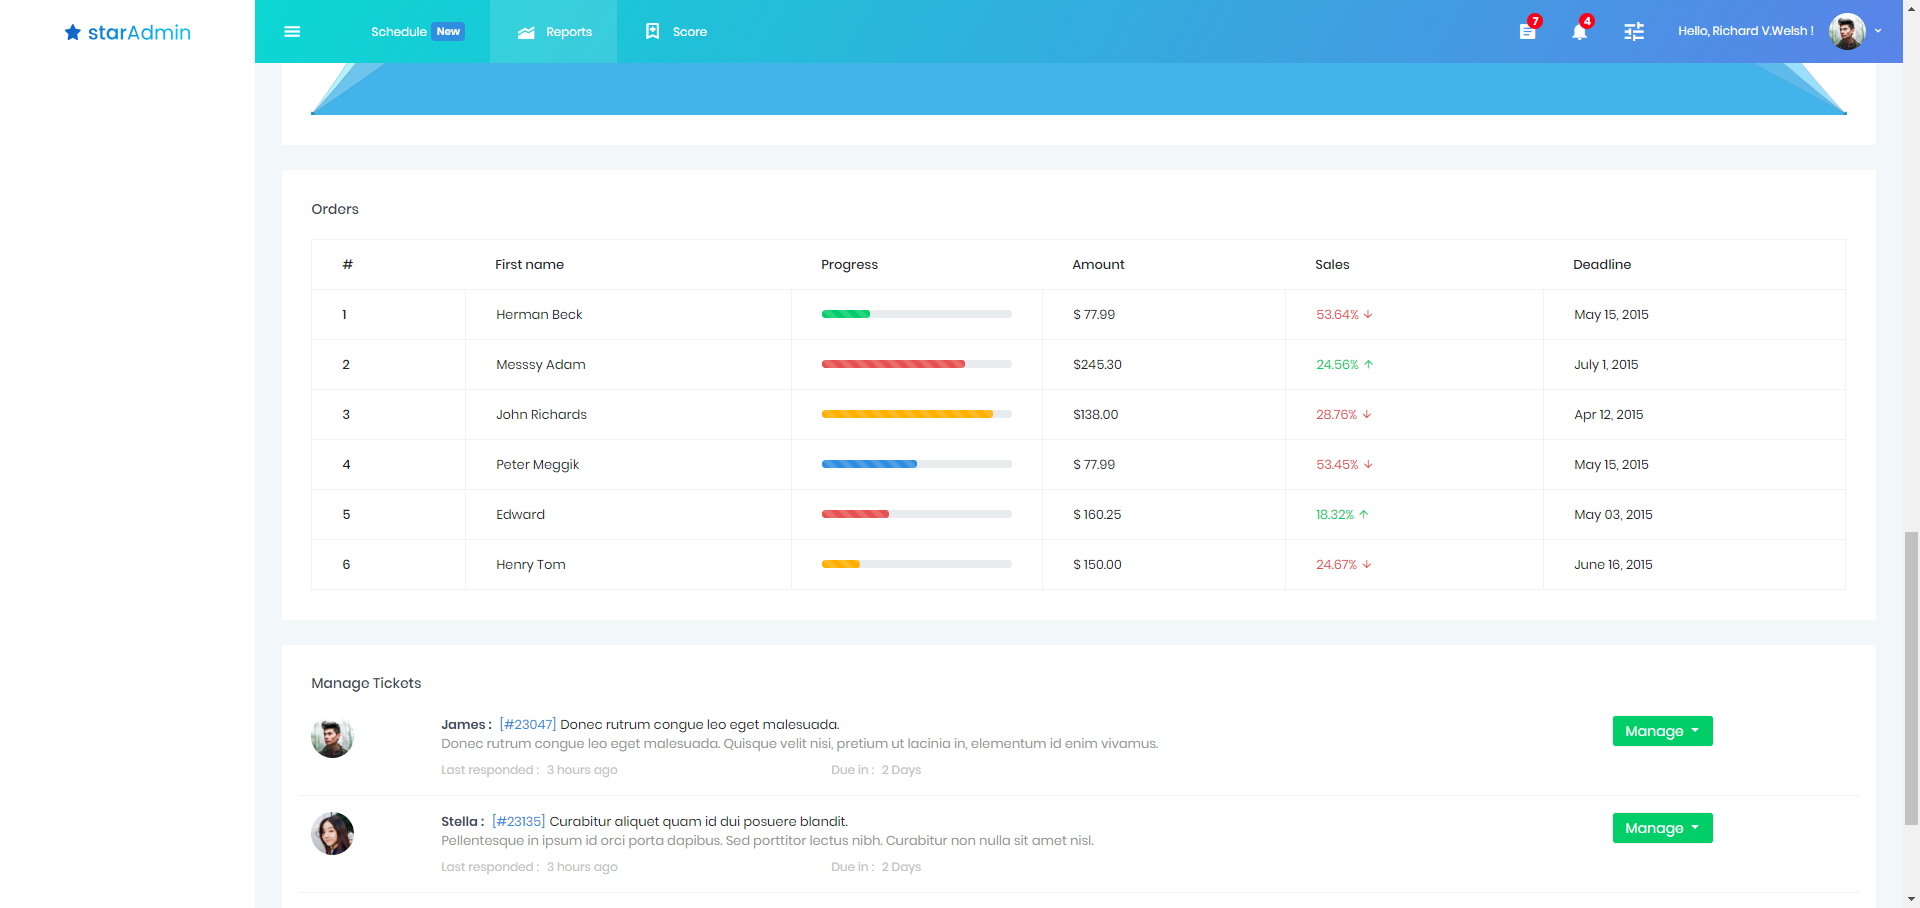 starAdmin
Schedule New Reports Score 7 4 Hello, Richard V.Welsh !
Orders
# First name Progress Amount Sales Deadline
1 Herman Beck $ 77.99 53.64% ↓ May 15, 2015
2 Messsy Adam $245.30 24.56% ↑ July 1, 2015
3 John Richards $138.00 28.76% ↓ Apr 12, 2015
4 Peter Meggik $ 77.99 53.45% ↓ May 15, 2015
5 Edward $ 160.25 18.32% ↑ May 03, 2015
6 Henry Tom $ 150.00 24.67% ↓ June 16, 2015
Manage Tickets
James : [#23047] Donec rutrum congue leo eget malesuada.
Donec rutrum congue leo eget malesuada. Quisque velit nisi, pretium ut lacinia in, elementum id enim vivamus.
Last responded : 3 hours ago Due in : 2 Days
Manage
Stella : [#23135] Curabitur aliquet quam id dui posuere blandit.
Pellentesque in ipsum id orci porta dapibus. Sed porttitor lectus nibh. Curabitur non nulla sit amet nisl.
Last responded : 3 hours ago Due in : 2 Days
Manage